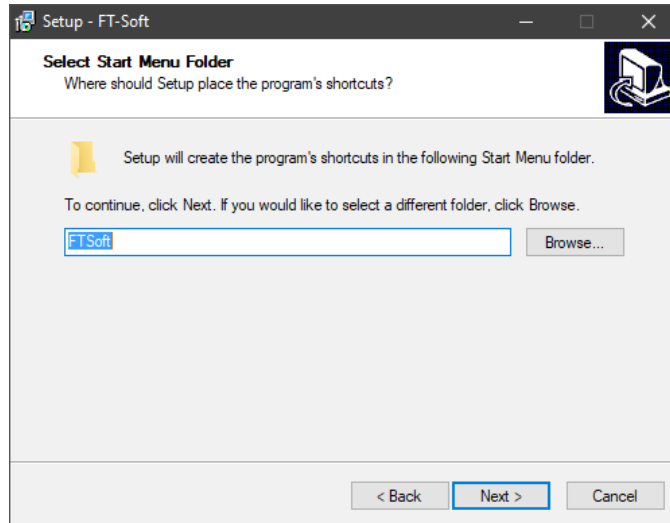 Setup - FT-Soft
Select Start Menu Folder
Where should Setup place the program's shortcuts?
Setup will create the program's shortcuts in the following Start Menu folder.
To continue, click Next. If you would like to select a different folder, click Browse.
FTSoft
Browse...
< Back
Next >
Cancel